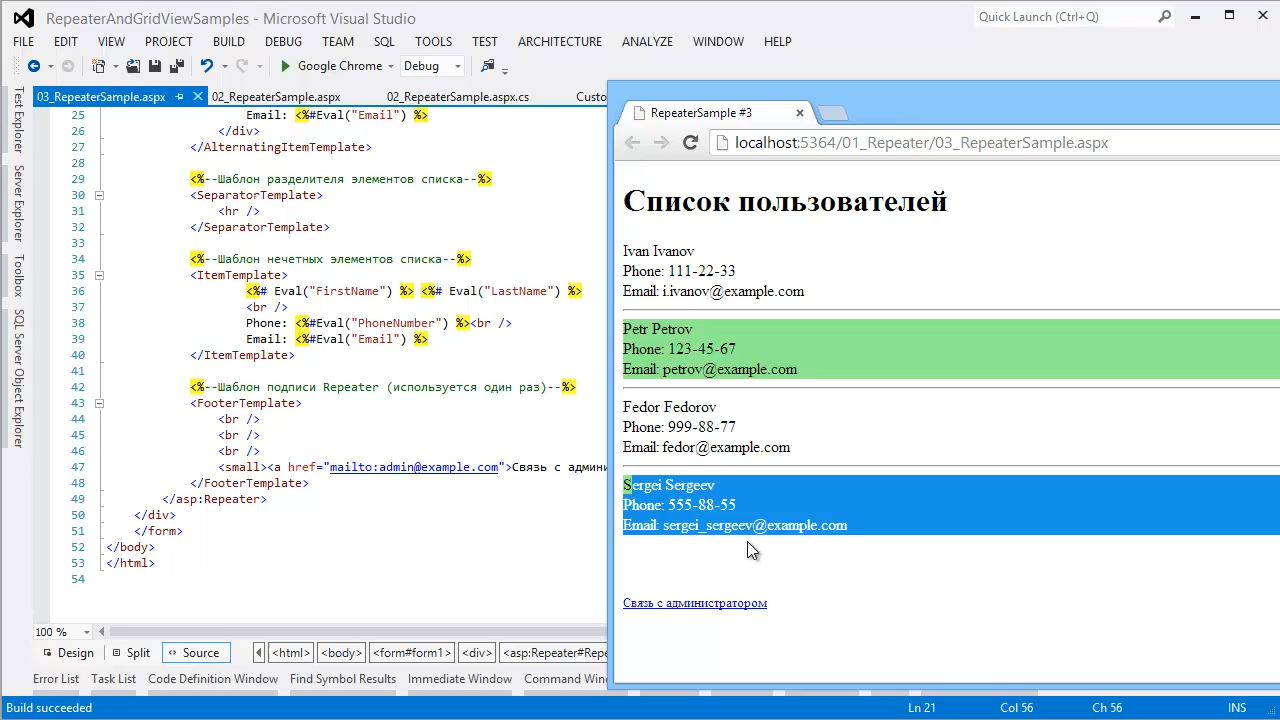 RepeaterAndGridViewSamples - Microsoft Visual Studio
Quick Launch (Ctrl+Q)
FILE EDIT VIEW PROJECT BUILD DEBUG TEAM SQL TOOLS TEST ARCHITECTURE ANALYZE WINDOW HELP
Google Chrome Debug
Test Explorer
Server Explorer
Toolbox
SQL Server Object Explorer
03_RepeaterSample.aspx 02_RepeaterSample.aspx 02_RepeaterSample.aspx.cs Custo
25 Email: <%#Eval("Email") %>
26 </div>
27 </AlternatingItemTemplate>
28
29 <%--Шаблон разделителя элементов списка--%>
30 <SeparatorTemplate>
31 <hr />
32 </SeparatorTemplate>
33
34 <%--Шаблон нечетных элементов списка--%>
35 <ItemTemplate>
36 <%# Eval("FirstName") %> <%# Eval("LastName") %>
37 <br />
38 Phone: <%#Eval("PhoneNumber") %><br />
39 Email: <%#Eval("Email") %>
40 </ItemTemplate>
41
42 <%--Шаблон подписи Repeater (используется один раз)--%>
43 <FooterTemplate>
44 <br />
45 <br />
46 <br />
47 <small><a href="mailto:admin@example.com">Связь с админи
48 </FooterTemplate>
49 </asp:Repeater>
50 </div>
51 </form>
52 </body>
53 </html>
54
100 %
Design Split Source <html> <body> <form#form1> <div> <asp:Repeater#Repe
Error List Task List Code Definition Window Find Symbol Results Immediate Window Command Win
Build succeeded Ln 21 Col 56 Ch 56 INS
RepeaterSample #3
localhost:5364/01_Repeater/03_RepeaterSample.aspx
Список пользователей
Ivan Ivanov
Phone: 111-22-33
Email: i.ivanov@example.com
Petr Petrov
Phone: 123-45-67
Email: petrov@example.com
Fedor Fedorov
Phone: 999-88-77
Email: fedor@example.com
Sergei Sergeev
Phone: 555-88-55
Email: sergei_sergeev@example.com
Связь с администратором